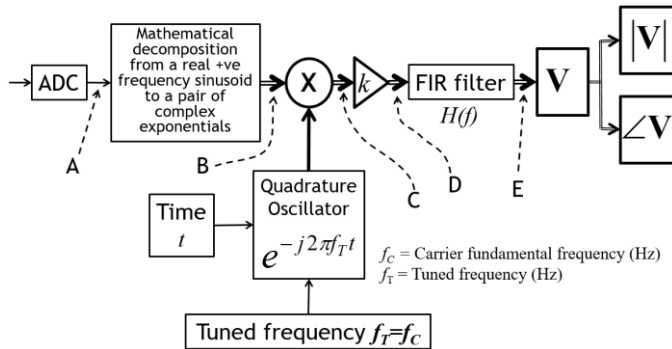 Mathematical
decomposition
from a real +ve
frequency sinusoid
to a pair of
complex
exponentials
ADC
X
k
FIR filter
H(f)
V
|V|
∠V
A
B
C
D
E
Time
t
Quadrature
Oscillator
e^{-j2πf_T t}
f_C = Carrier fundamental frequency (Hz)
f_T = Tuned frequency (Hz)
Tuned frequency f_T=f_C